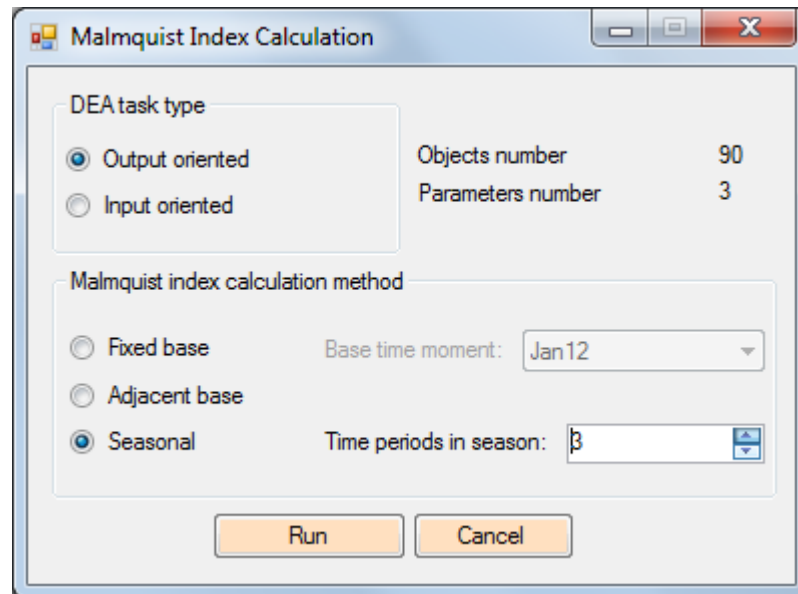 Malmquist Index Calculation
DEA task type
Output oriented
Input oriented
Objects number 90
Parameters number 3
Malmquist index calculation method
Fixed base Base time moment: Jan12
Adjacent base
Seasonal Time periods in season: 3
Run Cancel